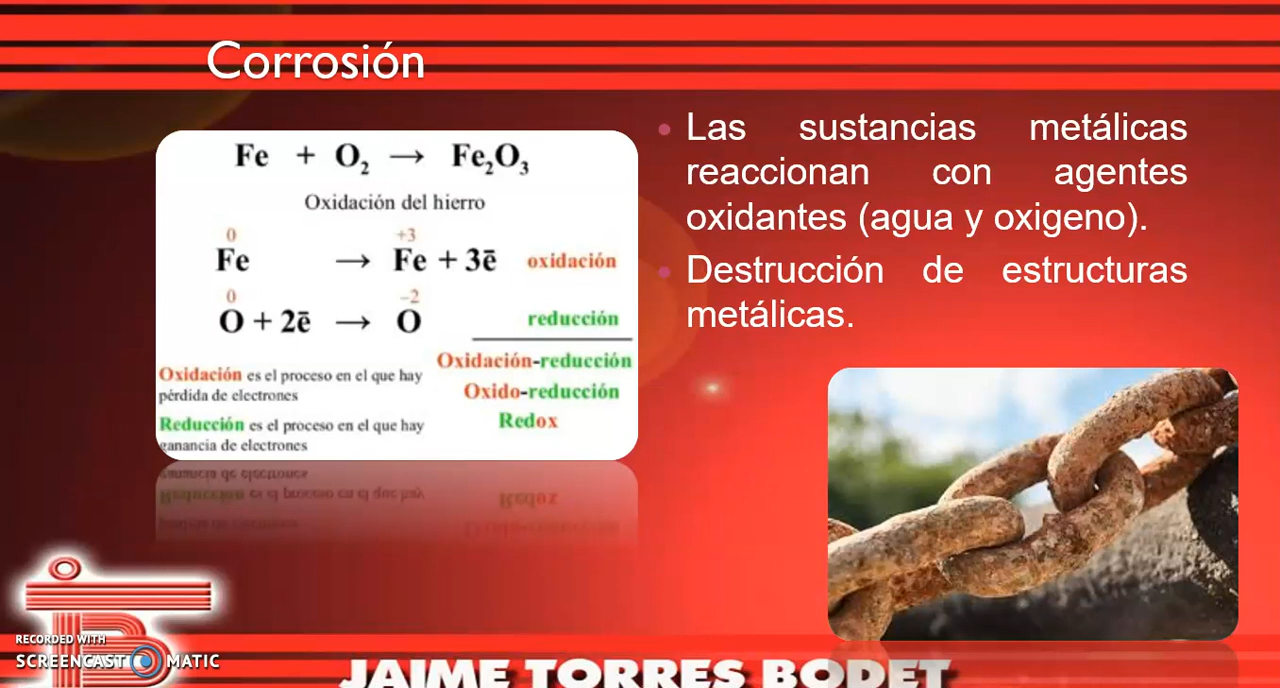 Corrosión
Fe + O₂ → Fe₂O₃
Oxidación del hierro
0 +3
Fe → Fe + 3ē oxidación
0 −2
O + 2ē → O reducción
Oxidación-reducción
Oxido-reducción
Redox
Oxidación es el proceso en el que hay
pérdida de electrones
Reducción es el proceso en el que hay
ganancia de electrones
• Las sustancias metálicas
reaccionan con agentes
oxidantes (agua y oxigeno).
• Destrucción de estructuras
metálicas.
RECORDED WITH
SCREENCAST MATIC
JAIME TORRES BODET